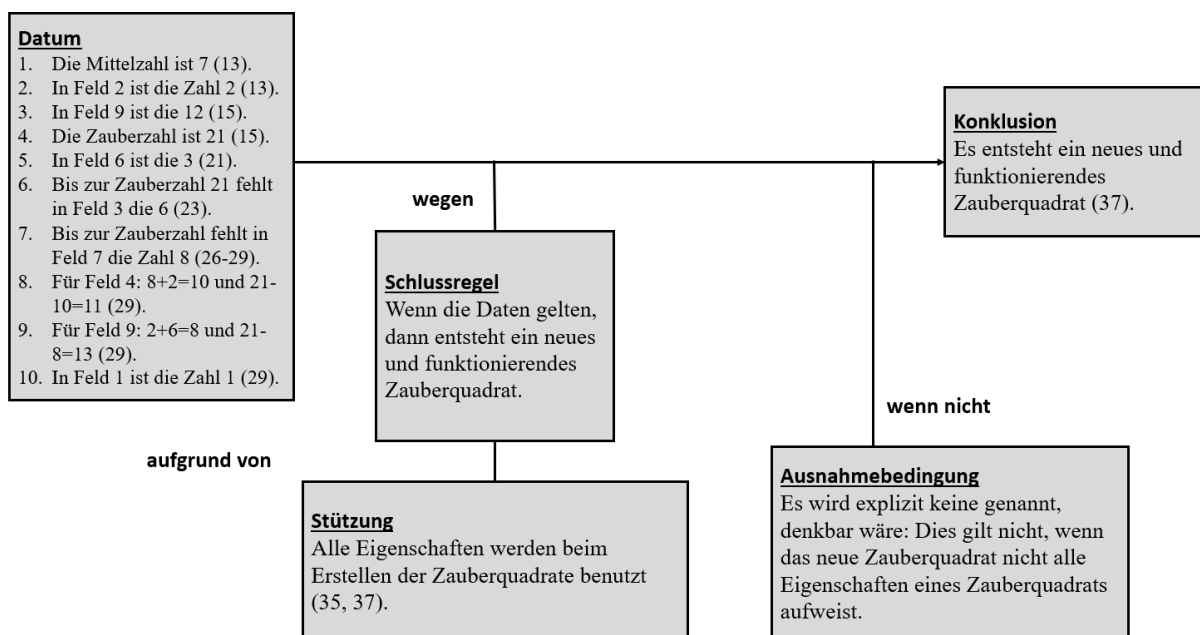 Datum
1. Die Mittelzahl ist 7 (13).
2. In Feld 2 ist die Zahl 2 (13).
3. In Feld 9 ist die 12 (15).
4. Die Zauberzahl ist 21 (15).
5. In Feld 6 ist die 3 (21).
6. Bis zur Zauberzahl 21 fehlt
in Feld 3 die 6 (23).
7. Bis zur Zauberzahl fehlt in
Feld 7 die Zahl 8 (26-29).
8. Für Feld 4: 8+2=10 und 21-
10=11 (29).
9. Für Feld 9: 2+6=8 und 21-
8=13 (29).
10. In Feld 1 ist die Zahl 1 (29).
Konklusion
Es entsteht ein neues und
funktionierendes
Zauberquadrat (37).
wegen
Schlussregel
Wenn die Daten gelten,
dann entsteht ein neues
und funktionierendes
Zauberquadrat.
wenn nicht
aufgrund von
Stützung
Alle Eigenschaften werden beim
Erstellen der Zauberquadrate benutzt
(35, 37).
Ausnahmebedingung
Es wird explizit keine genannt,
denkbar wäre: Dies gilt nicht, wenn
das neue Zauberquadrat nicht alle
Eigenschaften eines Zauberquadrats
aufweist.